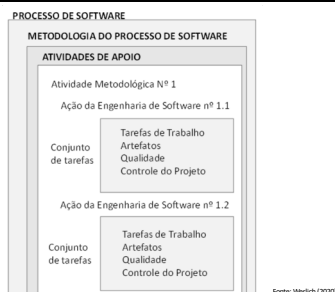 PROCESSO DE SOFTWARE
METODOLOGIA DO PROCESSO DE SOFTWARE
ATIVIDADES DE APOIO
Atividade Metodológica Nº 1
Ação da Engenharia de Software nº 1.1
Conjunto
de tarefas
Tarefas de Trabalho
Artefatos
Qualidade
Controle do Projeto
Ação da Engenharia de Software nº 1.2
Conjunto
de tarefas
Tarefas de Trabalho
Artefatos
Qualidade
Controle do Projeto
Fonte: